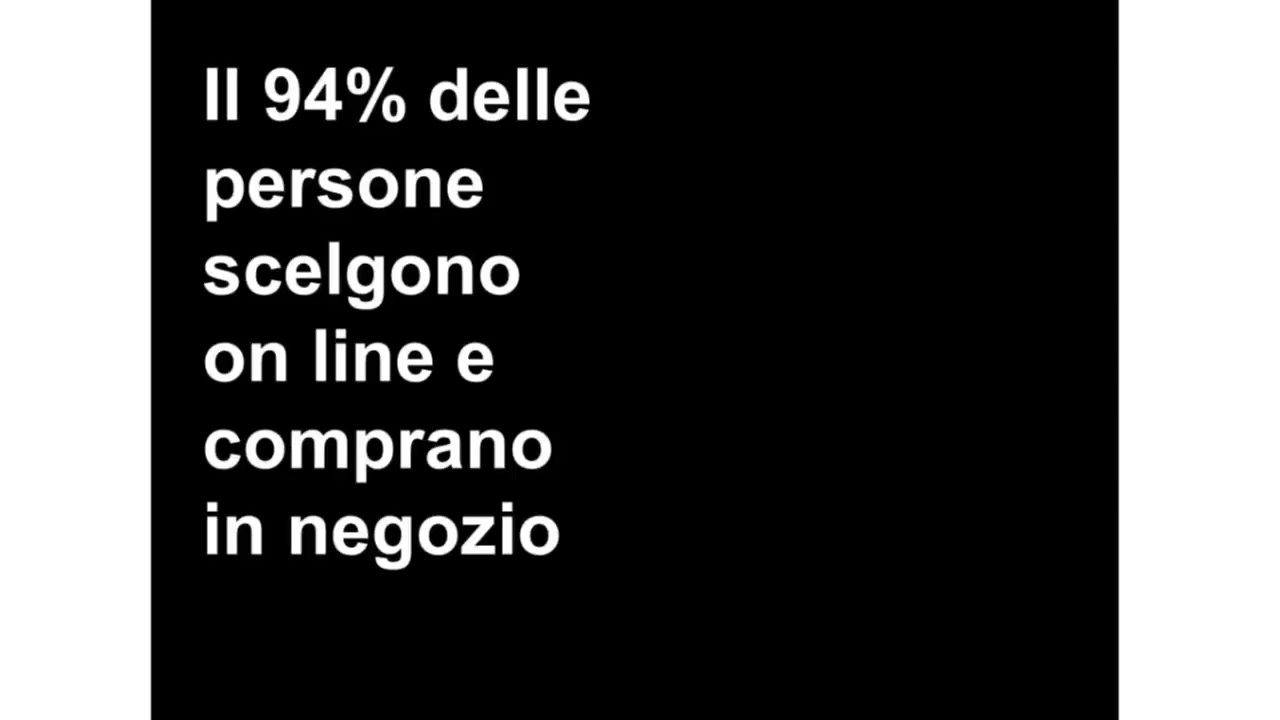 Il 94% delle
persone
scelgono
on line e
comprano
in negozio